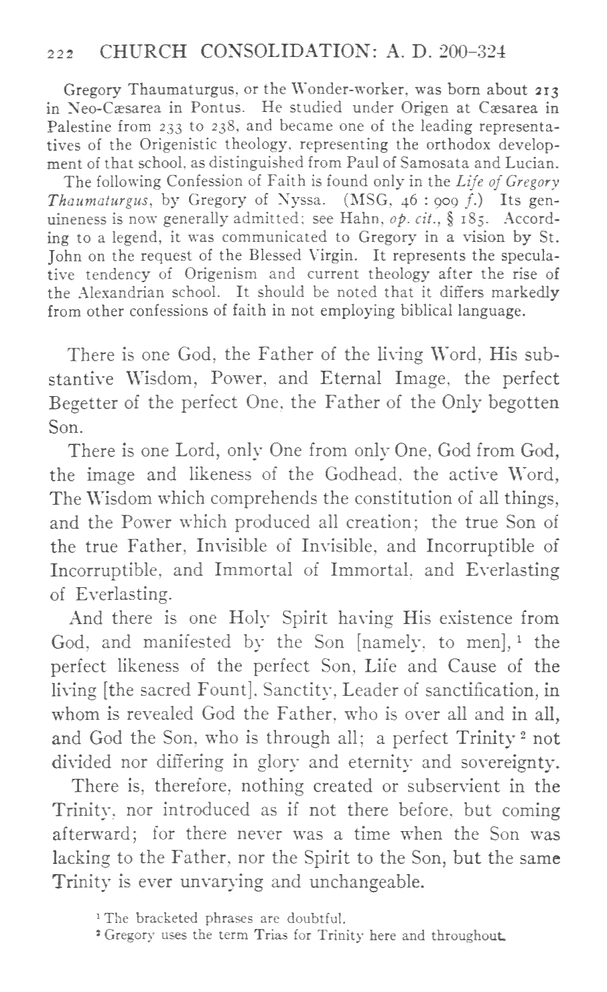 222 CHURCH CONSOLIDATION: A. D. 200–324
Gregory Thaumaturgus, or the Wonder-worker, was born about 213
in Neo-Cæsarea in Pontus. He studied under Origen at Cæsarea in
Palestine from 233 to 238, and became one of the leading representa-
tives of the Origenistic theology, representing the orthodox develop-
ment of that school, as distinguished from Paul of Samosata and Lucian.
The following Confession of Faith is found only in the Life of Gregory
Thaumaturgus, by Gregory of Nyssa. (MSG, 46 : 909 f.) Its gen-
uineness is now generally admitted; see Hahn, op. cit., § 185. Accord-
ing to a legend, it was communicated to Gregory in a vision by St.
John on the request of the Blessed Virgin. It represents the specula-
tive tendency of Origenism and current theology after the rise of
the Alexandrian school. It should be noted that it differs markedly
from other confessions of faith in not employing biblical language.
There is one God, the Father of the living Word, His sub-
stantive Wisdom, Power, and Eternal Image, the perfect
Begetter of the perfect One, the Father of the Only begotten
Son.
There is one Lord, only One from only One, God from God,
the image and likeness of the Godhead, the active Word,
The Wisdom which comprehends the constitution of all things,
and the Power which produced all creation; the true Son of
the true Father, Invisible of Invisible, and Incorruptible of
Incorruptible, and Immortal of Immortal, and Everlasting
of Everlasting.
And there is one Holy Spirit having His existence from
God, and manifested by the Son [namely, to men], ¹ the
perfect likeness of the perfect Son, Life and Cause of the
living [the sacred Fount], Sanctity, Leader of sanctification, in
whom is revealed God the Father, who is over all and in all,
and God the Son, who is through all; a perfect Trinity ² not
divided nor differing in glory and eternity and sovereignty.
There is, therefore, nothing created or subservient in the
Trinity, nor introduced as if not there before, but coming
afterward; for there never was a time when the Son was
lacking to the Father, nor the Spirit to the Son, but the same
Trinity is ever unvarying and unchangeable.
¹ The bracketed phrases are doubtful.
² Gregory uses the term Trias for Trinity here and throughout.